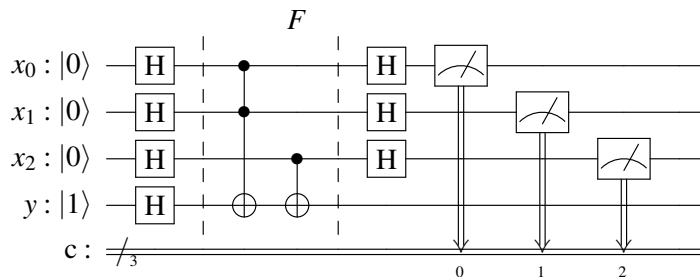 F
x₀ : |0⟩ H H
x₁ : |0⟩ H H
x₂ : |0⟩ H H
y : |1⟩ H
c : 3
0 1 2